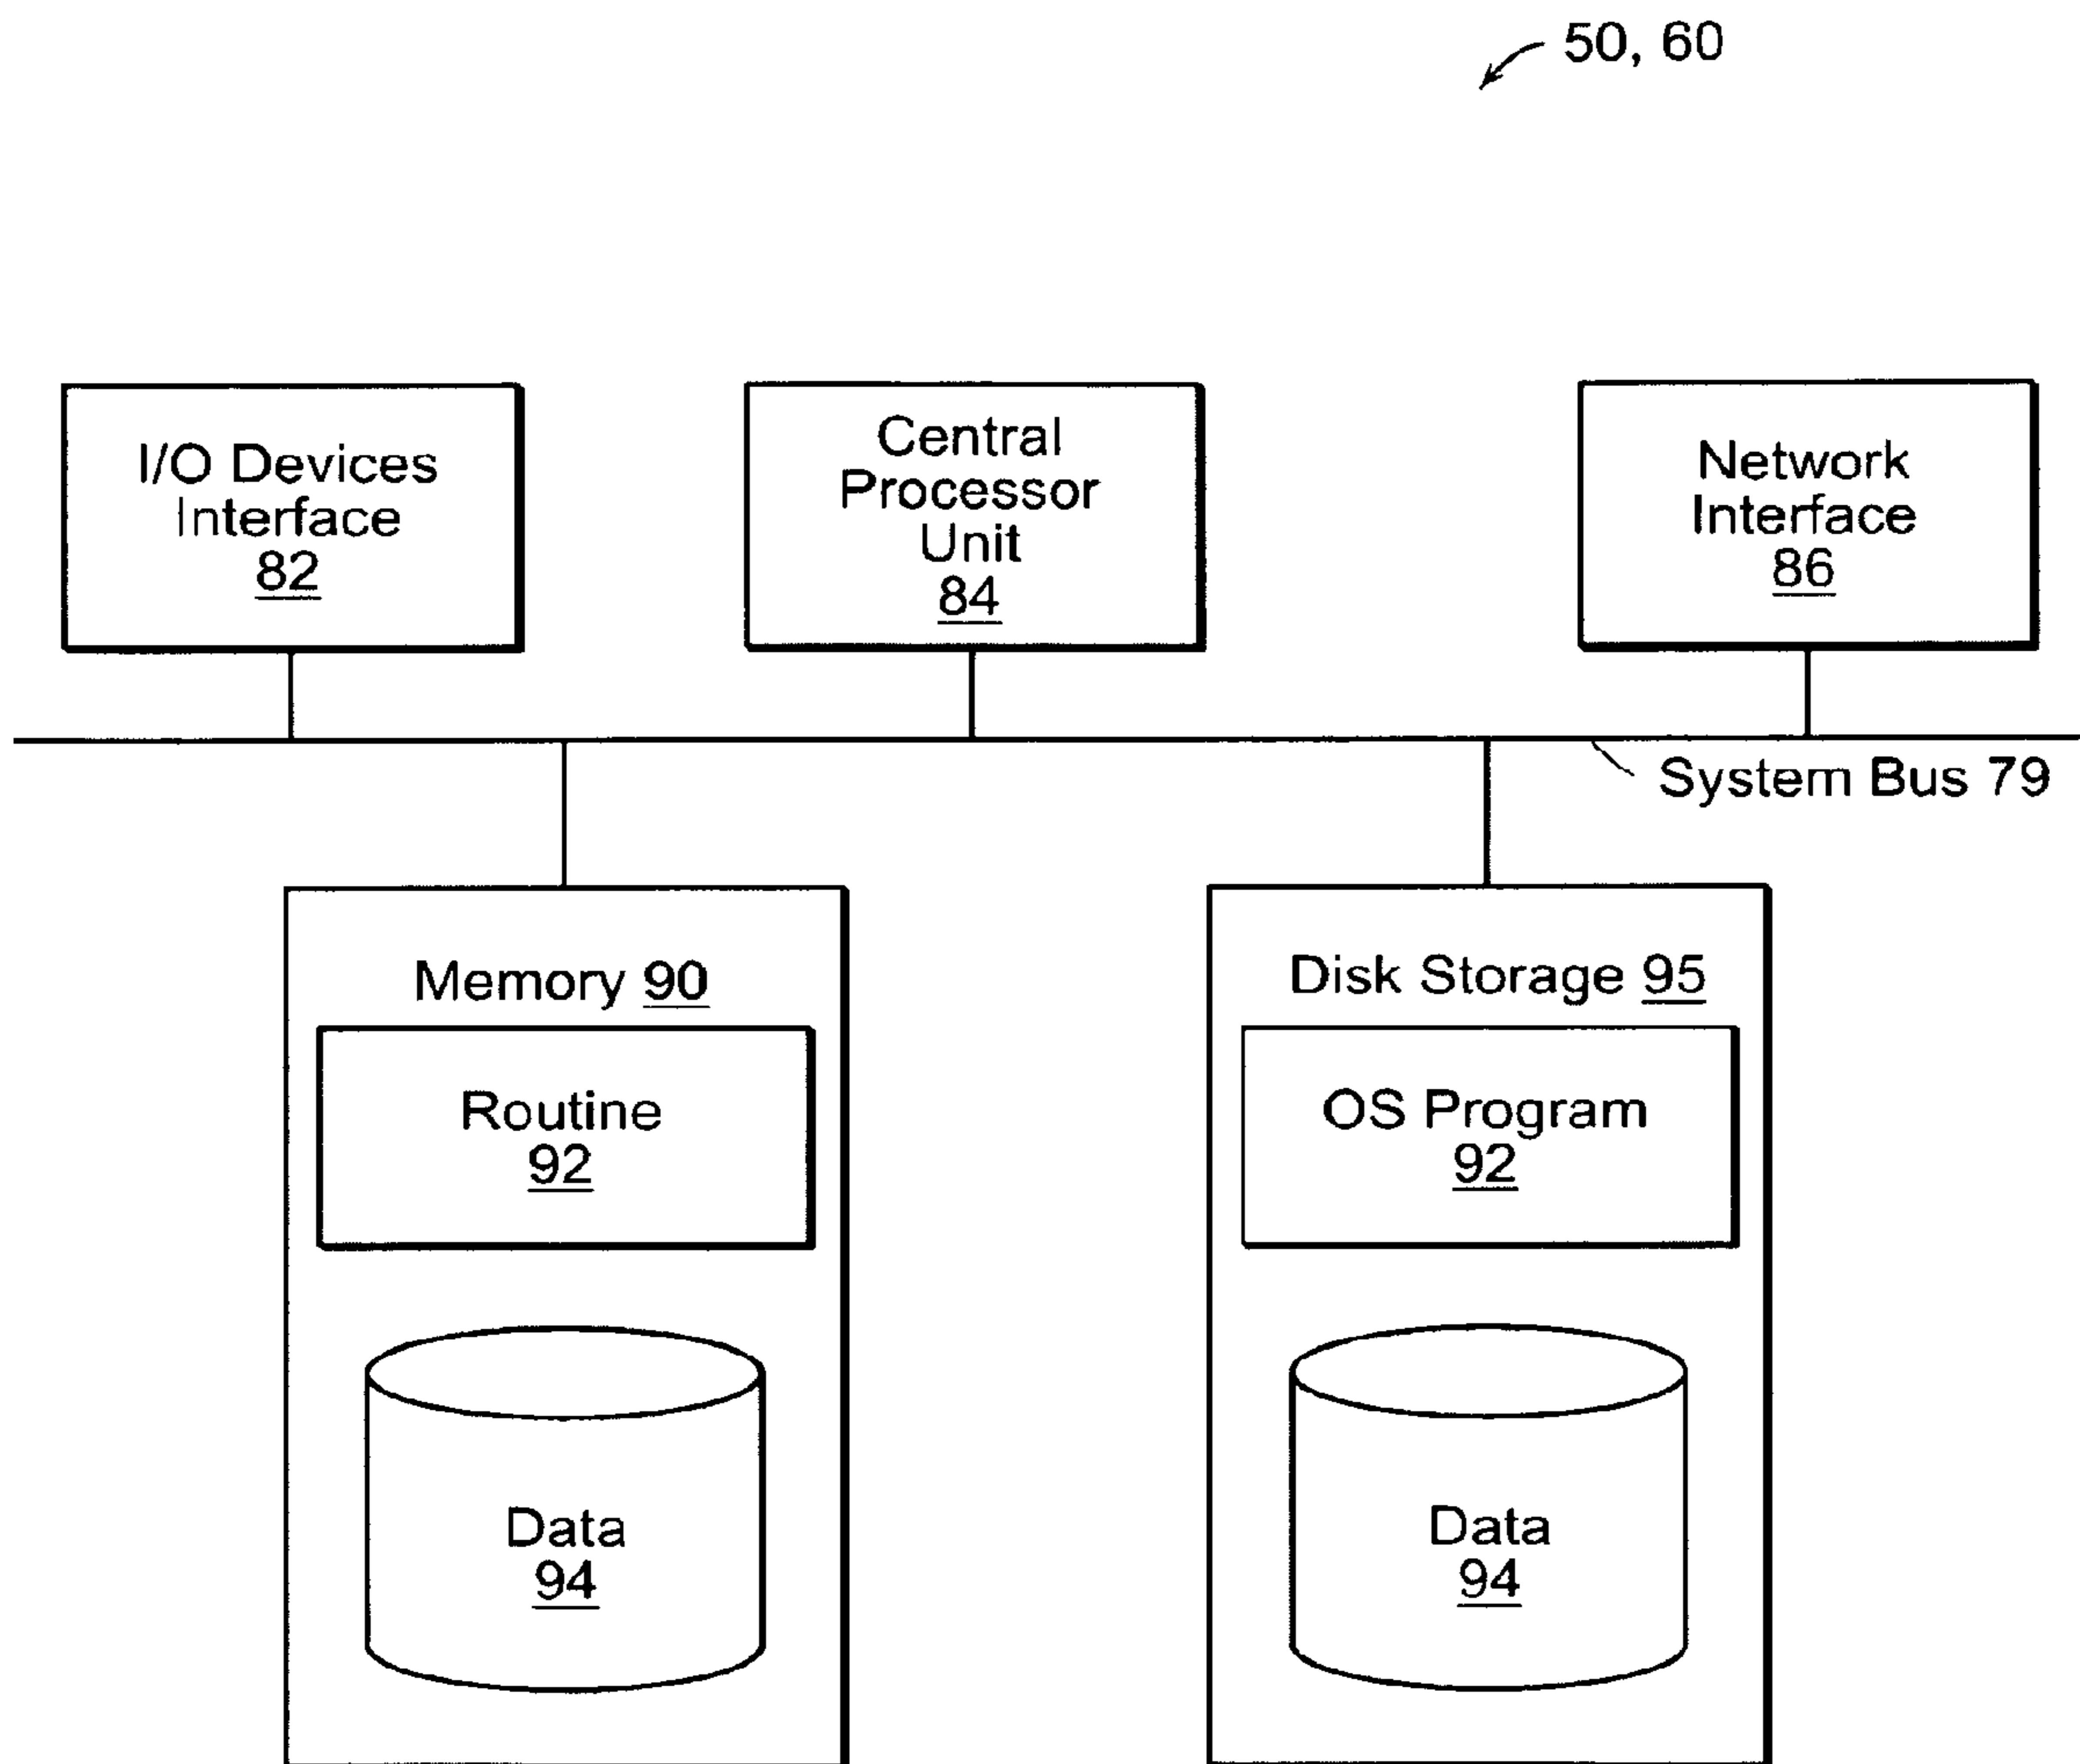 50, 60
I/O Devices
Interface
82
Central
Processor
Unit
84
Network
Interface
86
System Bus 79
Memory 90
Routine
92
Data
94
Disk Storage 95
OS Program
92
Data
94